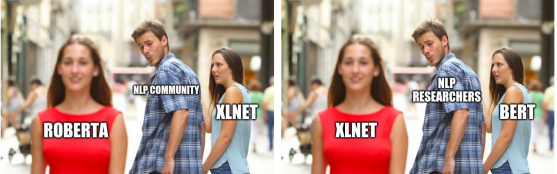 NLP COMMUNITY
XLNET
ROBERTA
NLP
RESEARCHERS
BERT
XLNET